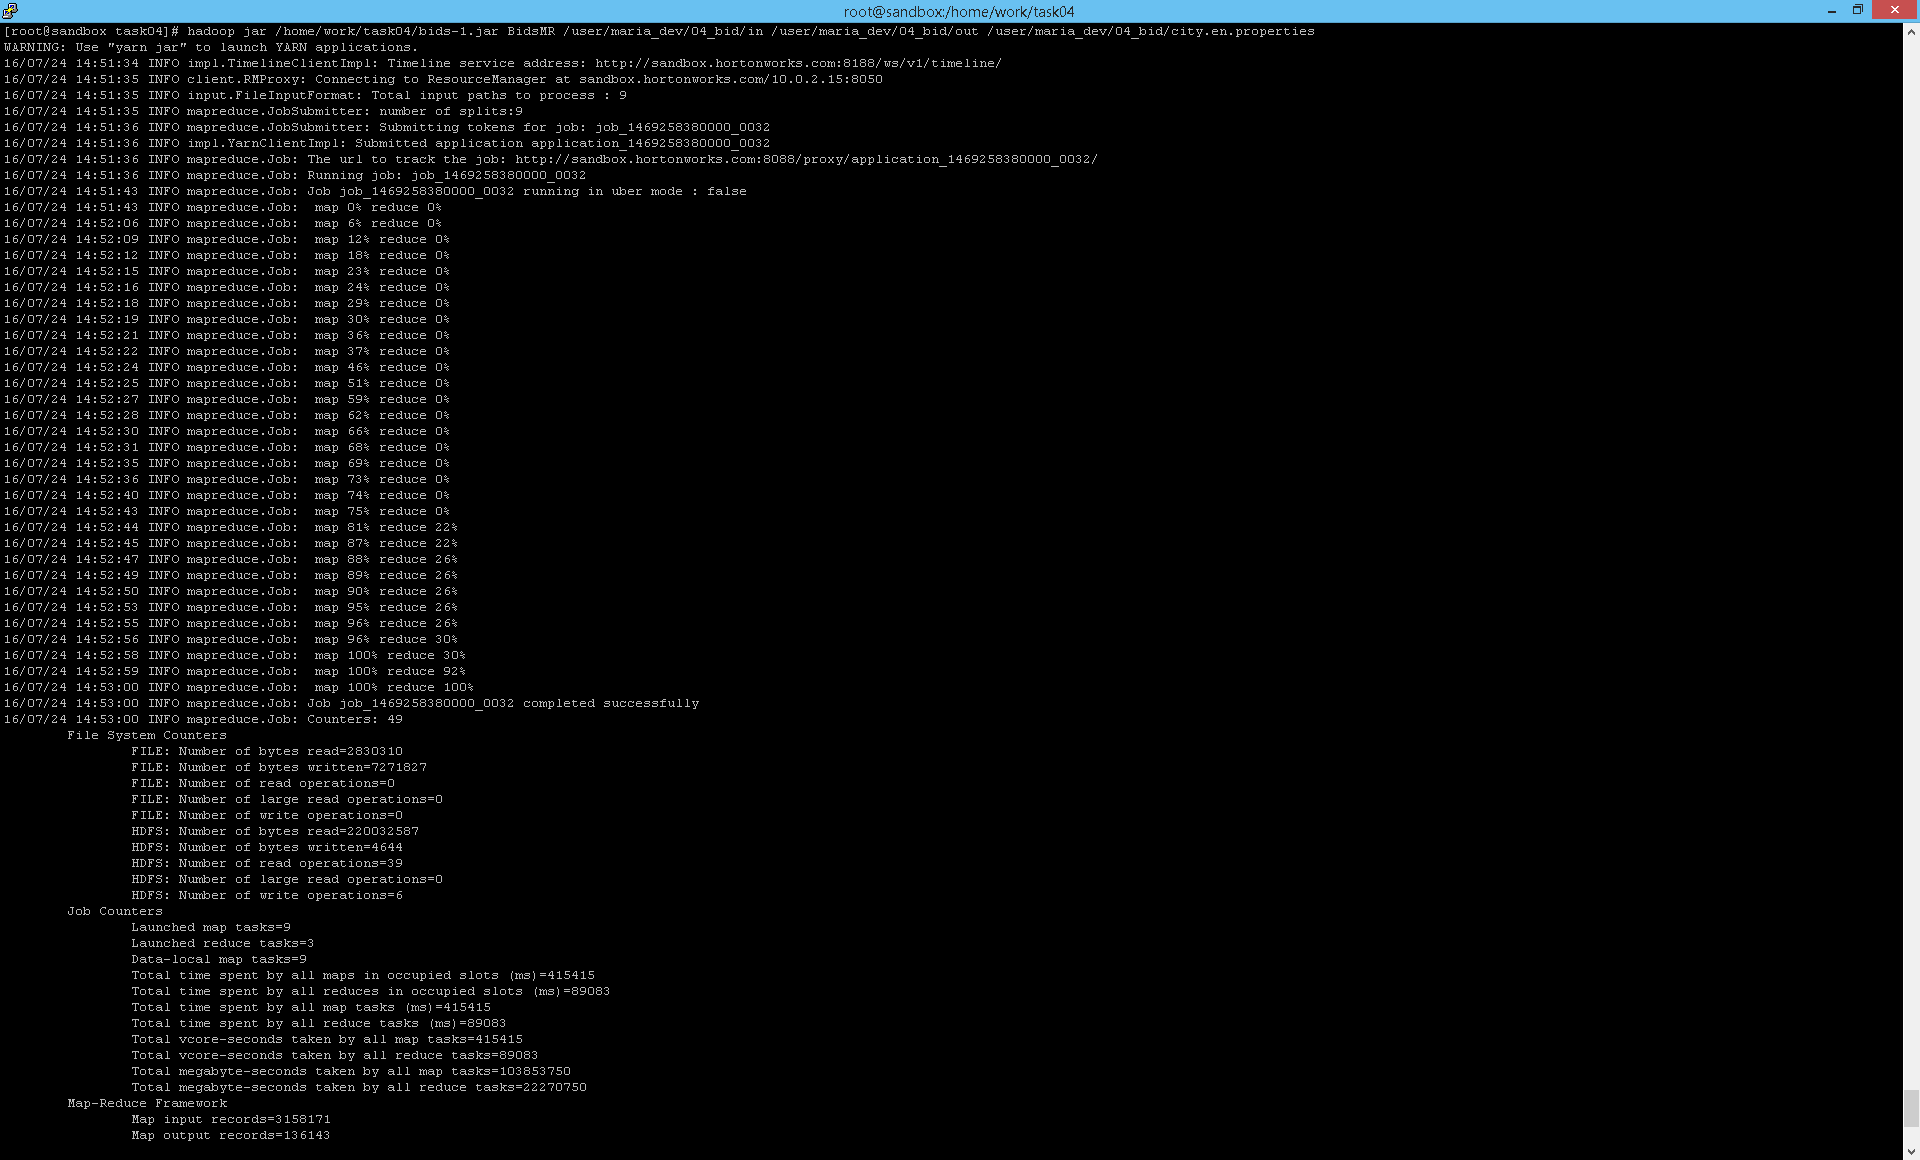 root@sandbox:/home/work/task04
[root@sandbox task04]# hadoop jar /home/work/task04/bids-1.jar BidsMR /user/maria_dev/04_bid/in /user/maria_dev/04_bid/out /user/maria_dev/04_bid/city.en.properties
WARNING: Use "yarn jar" to launch YARN applications.
16/07/24 14:51:34 INFO impl.TimelineClientImpl: Timeline service address: http://sandbox.hortonworks.com:8188/ws/v1/timeline/
16/07/24 14:51:35 INFO client.RMProxy: Connecting to ResourceManager at sandbox.hortonworks.com/10.0.2.15:8050
16/07/24 14:51:35 INFO input.FileInputFormat: Total input paths to process : 9
16/07/24 14:51:35 INFO mapreduce.JobSubmitter: number of splits:9
16/07/24 14:51:36 INFO mapreduce.JobSubmitter: Submitting tokens for job: job_1469258380000_0032
16/07/24 14:51:36 INFO impl.YarnClientImpl: Submitted application application_1469258380000_0032
16/07/24 14:51:36 INFO mapreduce.Job: The url to track the job: http://sandbox.hortonworks.com:8088/proxy/application_1469258380000_0032/
16/07/24 14:51:36 INFO mapreduce.Job: Running job: job_1469258380000_0032
16/07/24 14:51:43 INFO mapreduce.Job: Job job_1469258380000_0032 running in uber mode : false
16/07/24 14:51:43 INFO mapreduce.Job:  map 0% reduce 0%
16/07/24 14:52:06 INFO mapreduce.Job:  map 6% reduce 0%
16/07/24 14:52:09 INFO mapreduce.Job:  map 12% reduce 0%
16/07/24 14:52:12 INFO mapreduce.Job:  map 18% reduce 0%
16/07/24 14:52:15 INFO mapreduce.Job:  map 23% reduce 0%
16/07/24 14:52:16 INFO mapreduce.Job:  map 24% reduce 0%
16/07/24 14:52:18 INFO mapreduce.Job:  map 29% reduce 0%
16/07/24 14:52:19 INFO mapreduce.Job:  map 30% reduce 0%
16/07/24 14:52:21 INFO mapreduce.Job:  map 36% reduce 0%
16/07/24 14:52:22 INFO mapreduce.Job:  map 37% reduce 0%
16/07/24 14:52:24 INFO mapreduce.Job:  map 46% reduce 0%
16/07/24 14:52:25 INFO mapreduce.Job:  map 51% reduce 0%
16/07/24 14:52:27 INFO mapreduce.Job:  map 59% reduce 0%
16/07/24 14:52:28 INFO mapreduce.Job:  map 62% reduce 0%
16/07/24 14:52:30 INFO mapreduce.Job:  map 66% reduce 0%
16/07/24 14:52:31 INFO mapreduce.Job:  map 68% reduce 0%
16/07/24 14:52:35 INFO mapreduce.Job:  map 69% reduce 0%
16/07/24 14:52:36 INFO mapreduce.Job:  map 73% reduce 0%
16/07/24 14:52:40 INFO mapreduce.Job:  map 74% reduce 0%
16/07/24 14:52:43 INFO mapreduce.Job:  map 75% reduce 0%
16/07/24 14:52:44 INFO mapreduce.Job:  map 81% reduce 22%
16/07/24 14:52:45 INFO mapreduce.Job:  map 87% reduce 22%
16/07/24 14:52:47 INFO mapreduce.Job:  map 88% reduce 26%
16/07/24 14:52:49 INFO mapreduce.Job:  map 89% reduce 26%
16/07/24 14:52:50 INFO mapreduce.Job:  map 90% reduce 26%
16/07/24 14:52:53 INFO mapreduce.Job:  map 95% reduce 26%
16/07/24 14:52:55 INFO mapreduce.Job:  map 96% reduce 26%
16/07/24 14:52:56 INFO mapreduce.Job:  map 96% reduce 30%
16/07/24 14:52:58 INFO mapreduce.Job:  map 100% reduce 30%
16/07/24 14:52:59 INFO mapreduce.Job:  map 100% reduce 92%
16/07/24 14:53:00 INFO mapreduce.Job:  map 100% reduce 100%
16/07/24 14:53:00 INFO mapreduce.Job: Job job_1469258380000_0032 completed successfully
16/07/24 14:53:00 INFO mapreduce.Job: Counters: 49
File System Counters
FILE: Number of bytes read=2830310
FILE: Number of bytes written=7271827
FILE: Number of read operations=0
FILE: Number of large read operations=0
FILE: Number of write operations=0
HDFS: Number of bytes read=220032587
HDFS: Number of bytes written=4644
HDFS: Number of read operations=39
HDFS: Number of large read operations=0
HDFS: Number of write operations=6
Job Counters
Launched map tasks=9
Launched reduce tasks=3
Data-local map tasks=9
Total time spent by all maps in occupied slots (ms)=415415
Total time spent by all reduces in occupied slots (ms)=89083
Total time spent by all map tasks (ms)=415415
Total time spent by all reduce tasks (ms)=89083
Total vcore-seconds taken by all map tasks=415415
Total vcore-seconds taken by all reduce tasks=89083
Total megabyte-seconds taken by all map tasks=103853750
Total megabyte-seconds taken by all reduce tasks=22270750
Map-Reduce Framework
Map input records=3158171
Map output records=136143